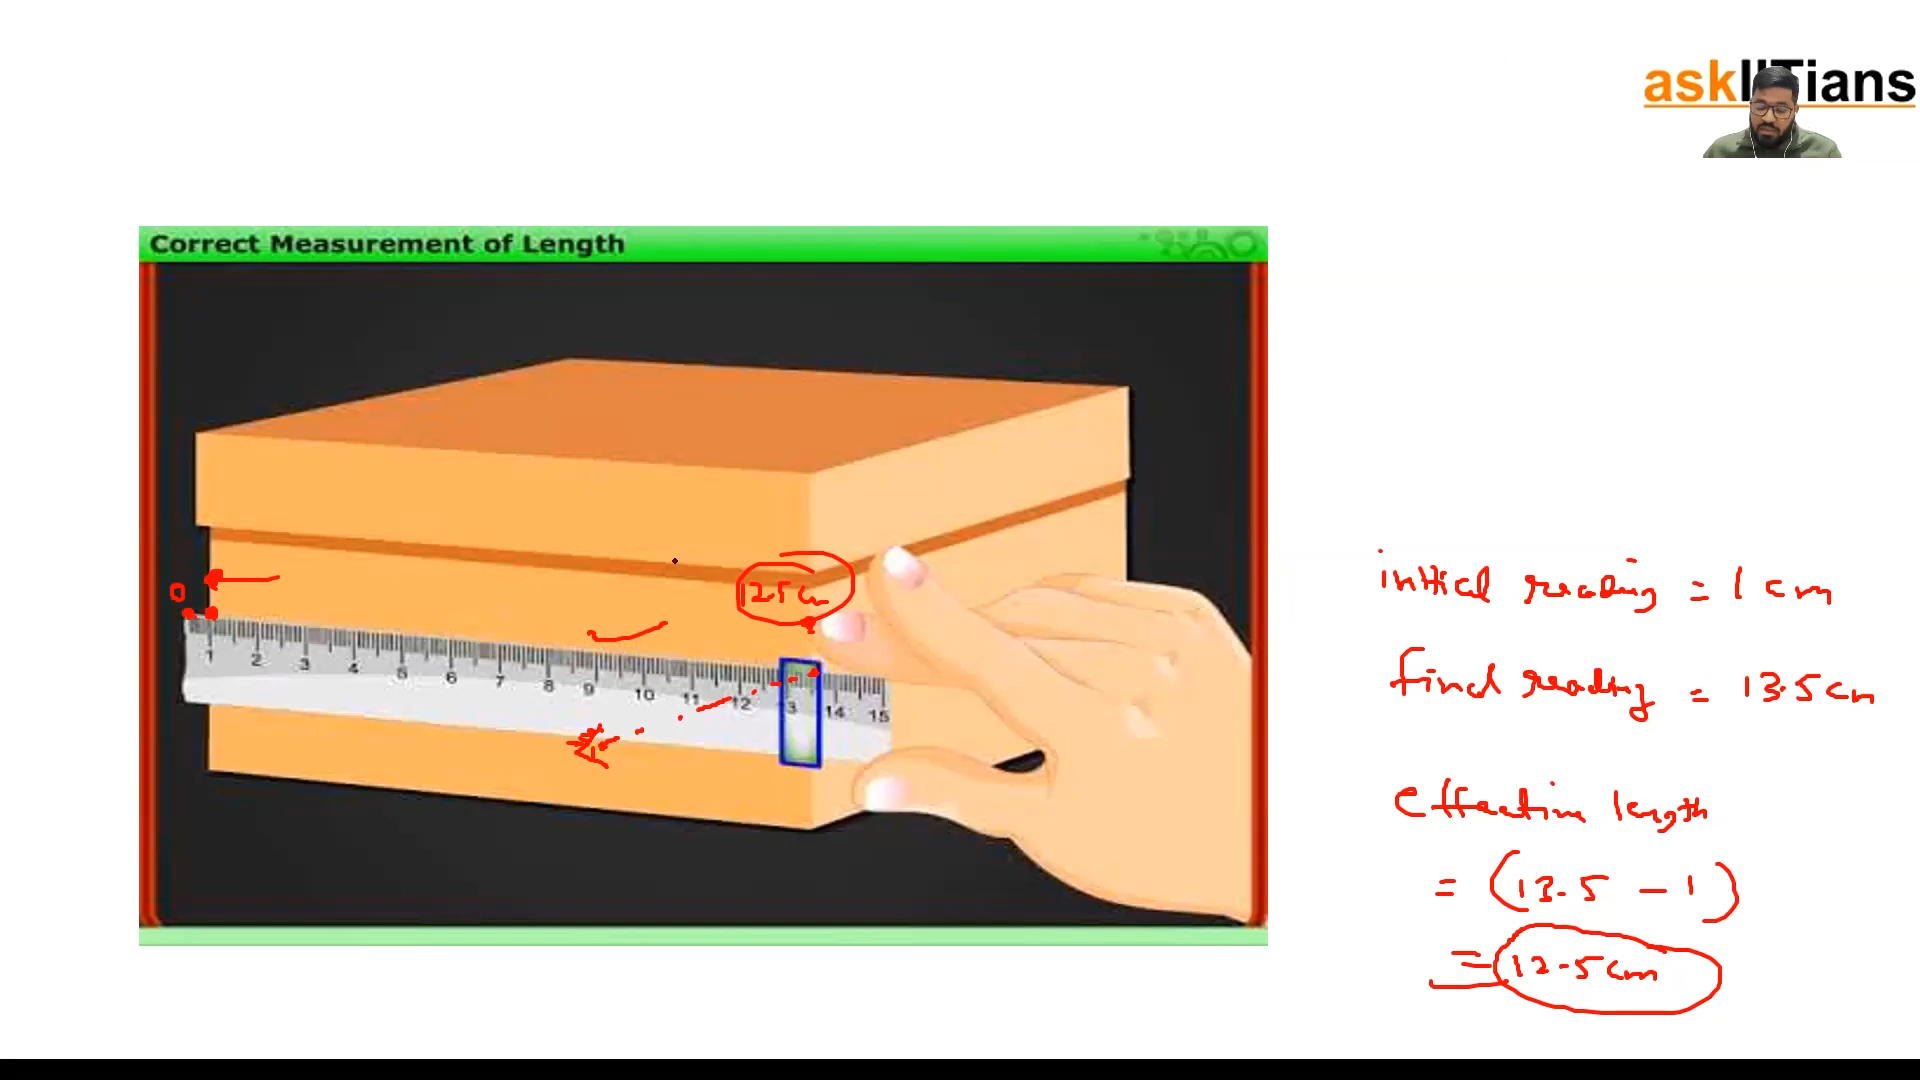 askIITians
Correct Measurement of Length
0
12.5 cm
1 2 3 4 5 6 7 8 9 10 11 12 3 14 15
initial reading = 1 cm
final reading = 13.5 cm
effective length
= (13.5 - 1)
= 12.5 cm